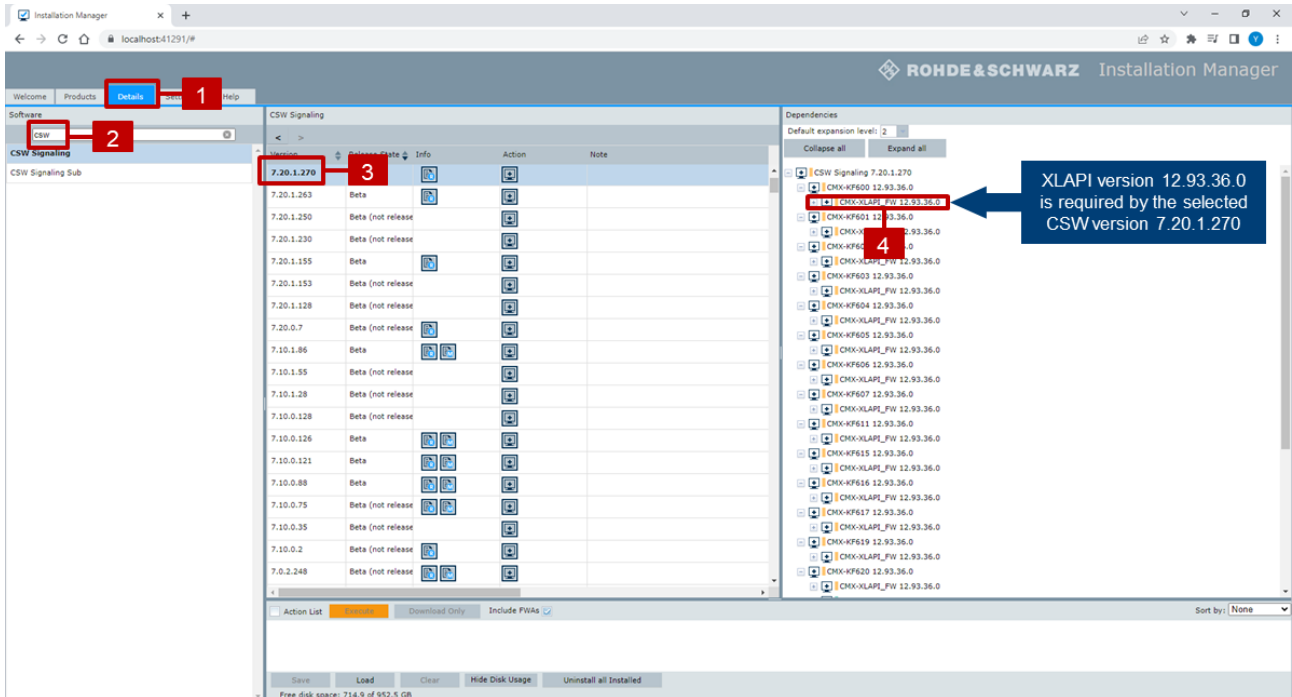 Installation Manager
localhost:41291/#
Y
ROHDE&SCHWARZ Installation Manager
Welcome Products Details Help
1
Software
csw
2
CSW Signaling
CSW Signaling Sub
CSW Signaling
< >
Version Release State Info Action Note
7.20.1.270
3
7.20.1.263 Beta
7.20.1.250 Beta (not release
7.20.1.230 Beta (not release
7.20.1.155 Beta
7.20.1.153 Beta (not release
7.20.1.128 Beta (not release
7.20.0.7 Beta (not release
7.10.1.86 Beta
7.10.1.55 Beta (not release
7.10.1.28 Beta (not release
7.10.0.128 Beta (not release
7.10.0.126 Beta
7.10.0.121 Beta
7.10.0.88 Beta
7.10.0.75 Beta (not release
7.10.0.35 Beta (not release
7.10.0.2 Beta (not release
7.0.2.248 Beta (not release
Dependencies
Default expansion level: 2
Collapse all Expand all
CSW Signaling 7.20.1.270
CMX-KF600 12.93.36.0
CMX-XLAPI_FW 12.93.36.0
CMX-KF601
4
CMX-XLAPI_FW 12.93.36.0
CMX-KF603 12.93.36.0
CMX-XLAPI_FW 12.93.36.0
CMX-KF604 12.93.36.0
CMX-XLAPI_FW 12.93.36.0
CMX-KF605 12.93.36.0
CMX-XLAPI_FW 12.93.36.0
CMX-KF606 12.93.36.0
CMX-XLAPI_FW 12.93.36.0
CMX-KF607 12.93.36.0
CMX-XLAPI_FW 12.93.36.0
CMX-KF611 12.93.36.0
CMX-XLAPI_FW 12.93.36.0
CMX-KF615 12.93.36.0
CMX-XLAPI_FW 12.93.36.0
CMX-KF616 12.93.36.0
CMX-XLAPI_FW 12.93.36.0
CMX-KF617 12.93.36.0
CMX-XLAPI_FW 12.93.36.0
CMX-KF619 12.93.36.0
CMX-XLAPI_FW 12.93.36.0
CMX-KF620 12.93.36.0
CMX-XLAPI_FW 12.93.36.0
XLAPI version 12.93.36.0
is required by the selected
CSW version 7.20.1.270
Action List Execute Download Only Include FWAs
Sort by: None
Save Load Clear Hide Disk Usage Uninstall all Installed
Free disk space: 714.9 of 952.5 GB